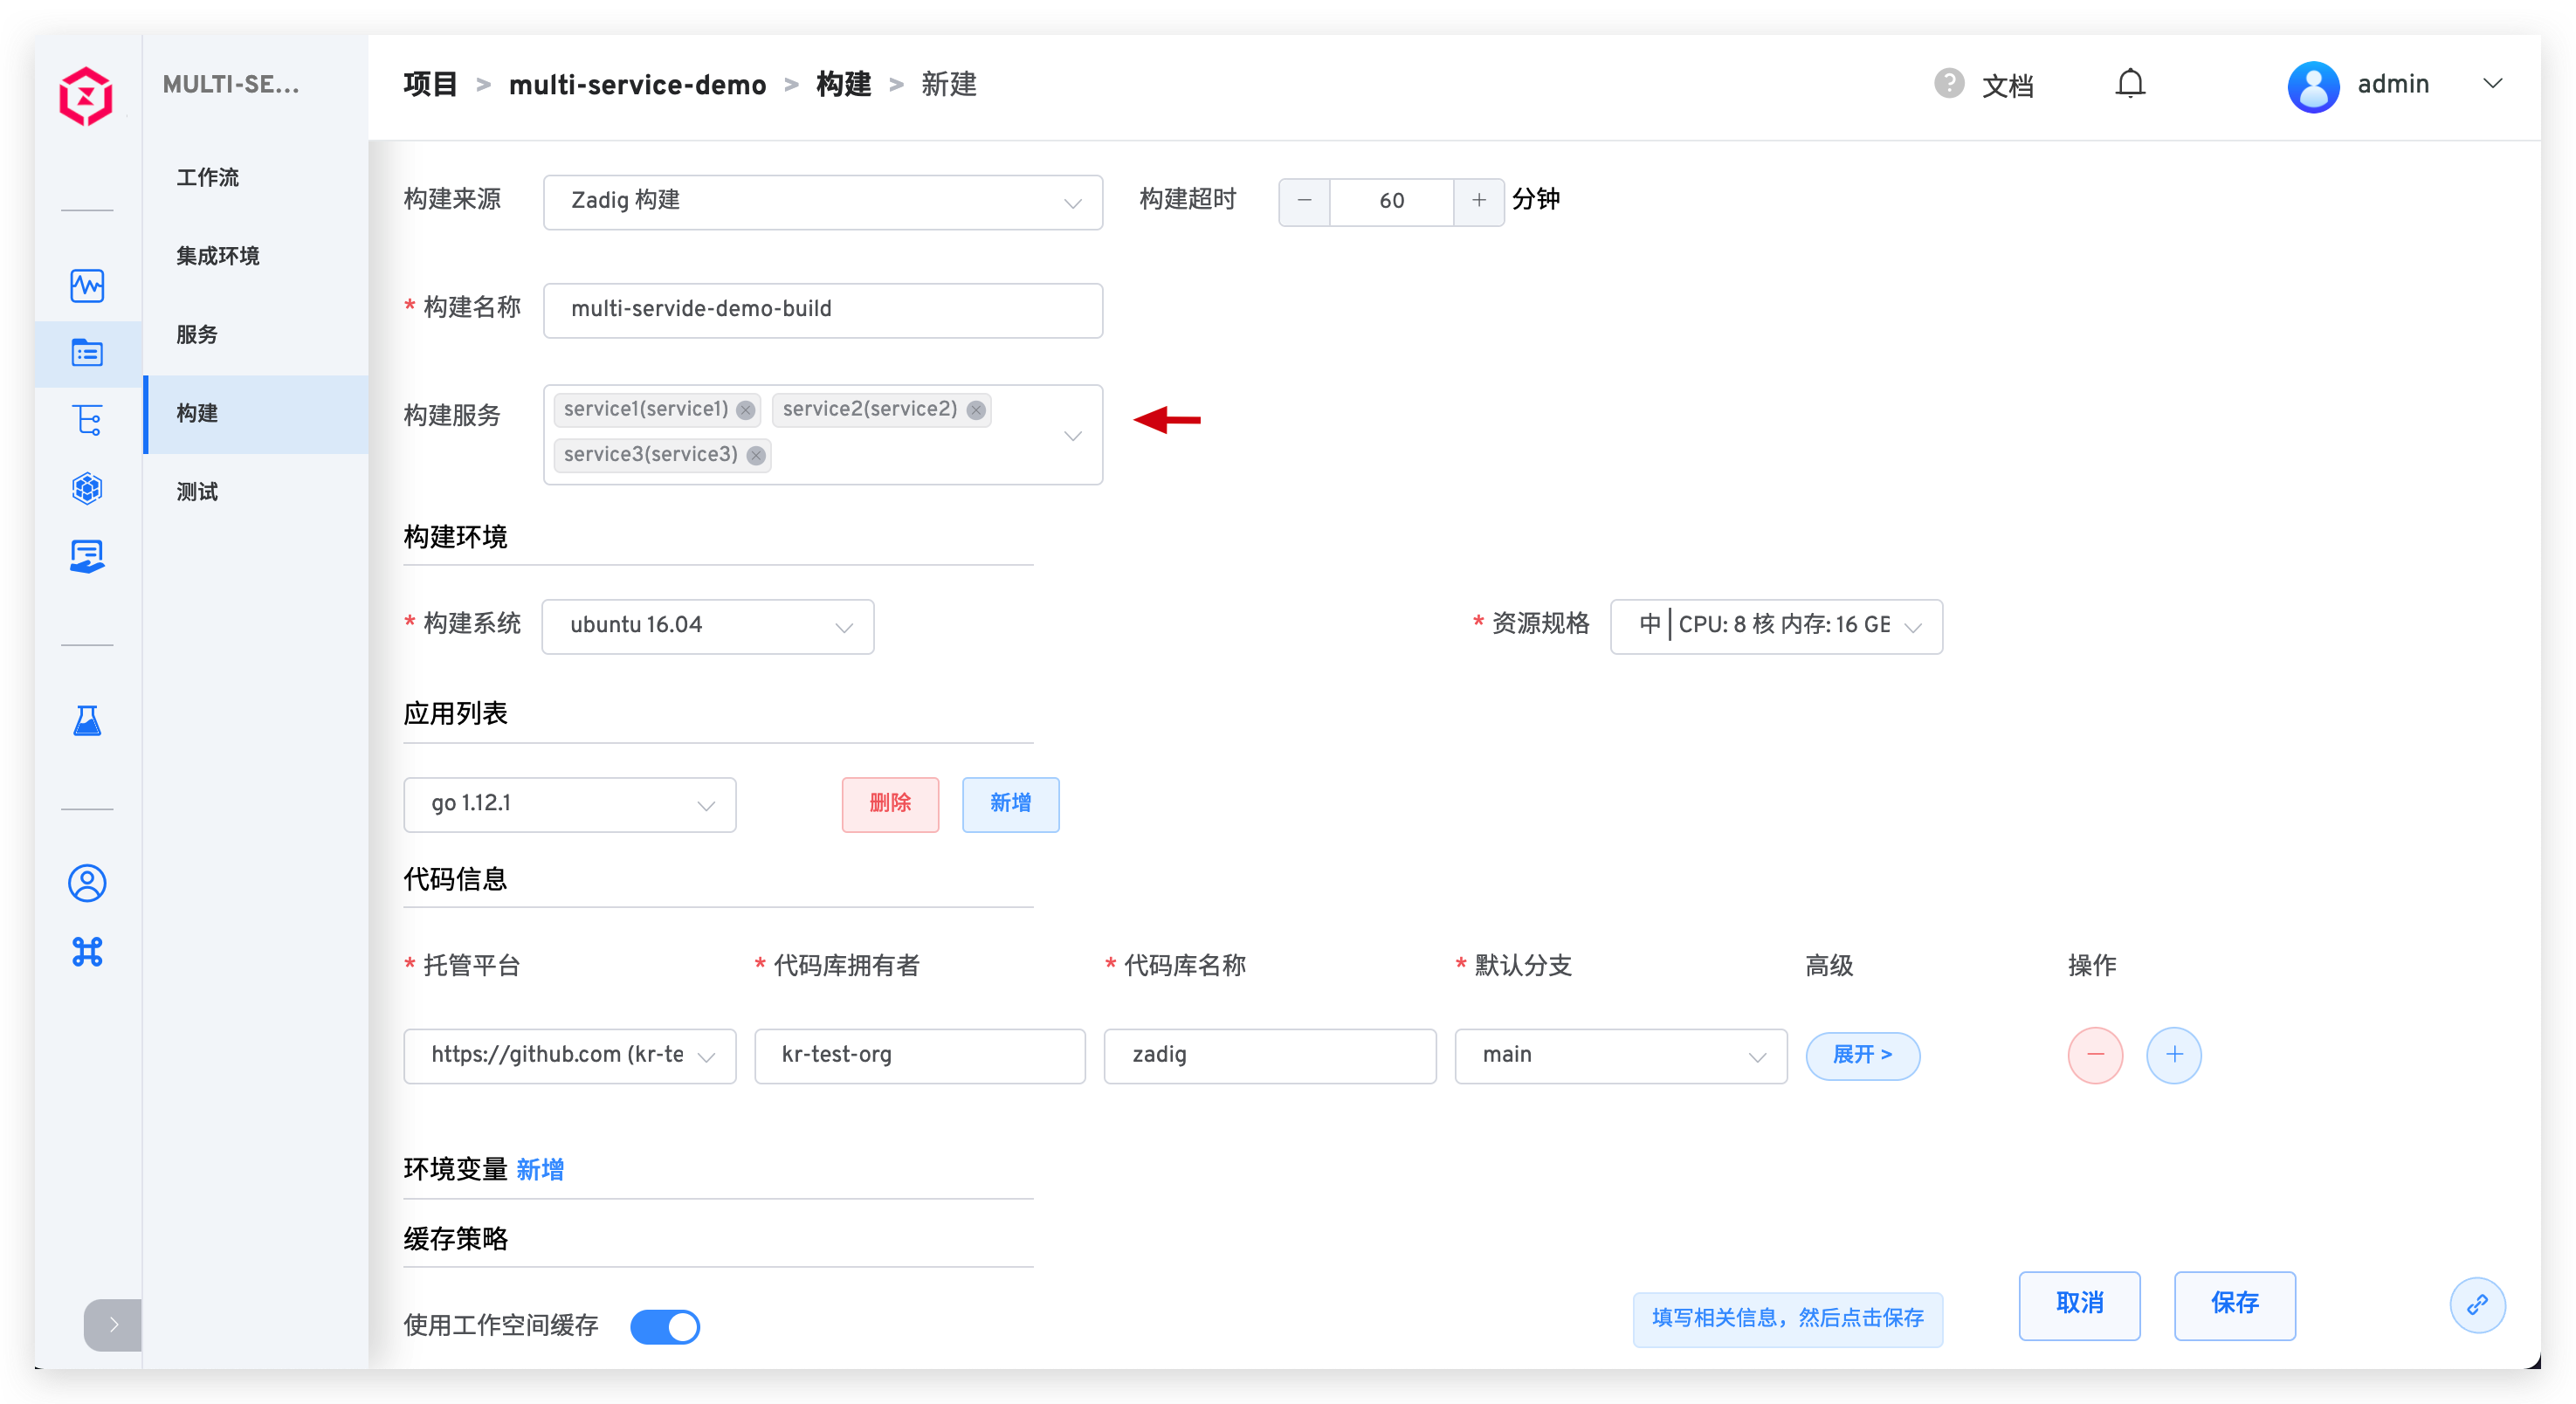 MULTI-SE...
项目 > multi-service-demo > 构建 > 新建
? 文档
admin
工作流
集成环境
服务
构建
测试
构建来源 Zadig 构建 构建超时 − 60 + 分钟
* 构建名称 multi-servide-demo-build
构建服务 service1(service1) service2(service2)
service3(service3)
构建环境
* 构建系统 ubuntu 16.04 * 资源规格 中 | CPU: 8 核 内存: 16 GB
应用列表
go 1.12.1 删除 新增
代码信息
* 托管平台 * 代码库拥有者 * 代码库名称 * 默认分支 高级 操作
https://github.com (kr-te kr-test-org zadig main 展开 > − +
环境变量 新增
缓存策略
使用工作空间缓存
填写相关信息，然后点击保存 取消 保存